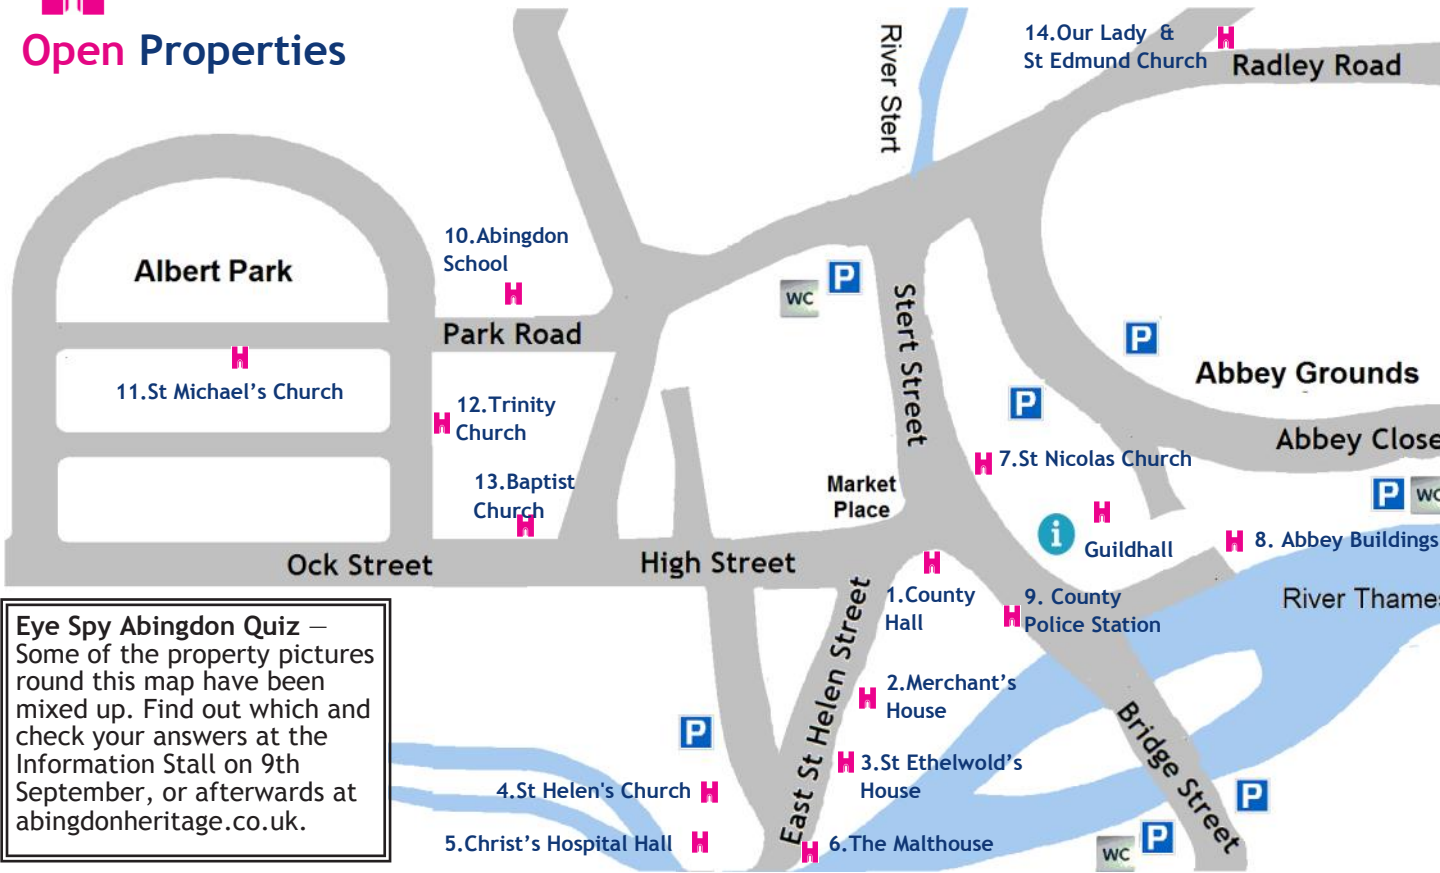 Open Properties
River Stert
14.Our Lady &
St Edmund Church
Radley Road
Albert Park
10.Abingdon
School
Park Road
WC
P
Stert Street
P
Abbey Grounds
11.St Michael's Church
12.Trinity
Church
P
Abbey Close
13.Baptist
Church
Market
Place
7.St Nicolas Church
P
WC
i
Guildhall
8. Abbey Buildings
Ock Street
High Street
1.County
Hall
9. County
Police Station
River Thames
East St Helen Street
2.Merchant's
House
P
3.St Ethelwold's
House
4.St Helen's Church
5.Christ's Hospital Hall
6.The Malthouse
Bridge Street
P
WC
P
Eye Spy Abingdon Quiz —
Some of the property pictures
round this map have been
mixed up. Find out which and
check your answers at the
Information Stall on 9th
September, or afterwards at
abingdonheritage.co.uk.